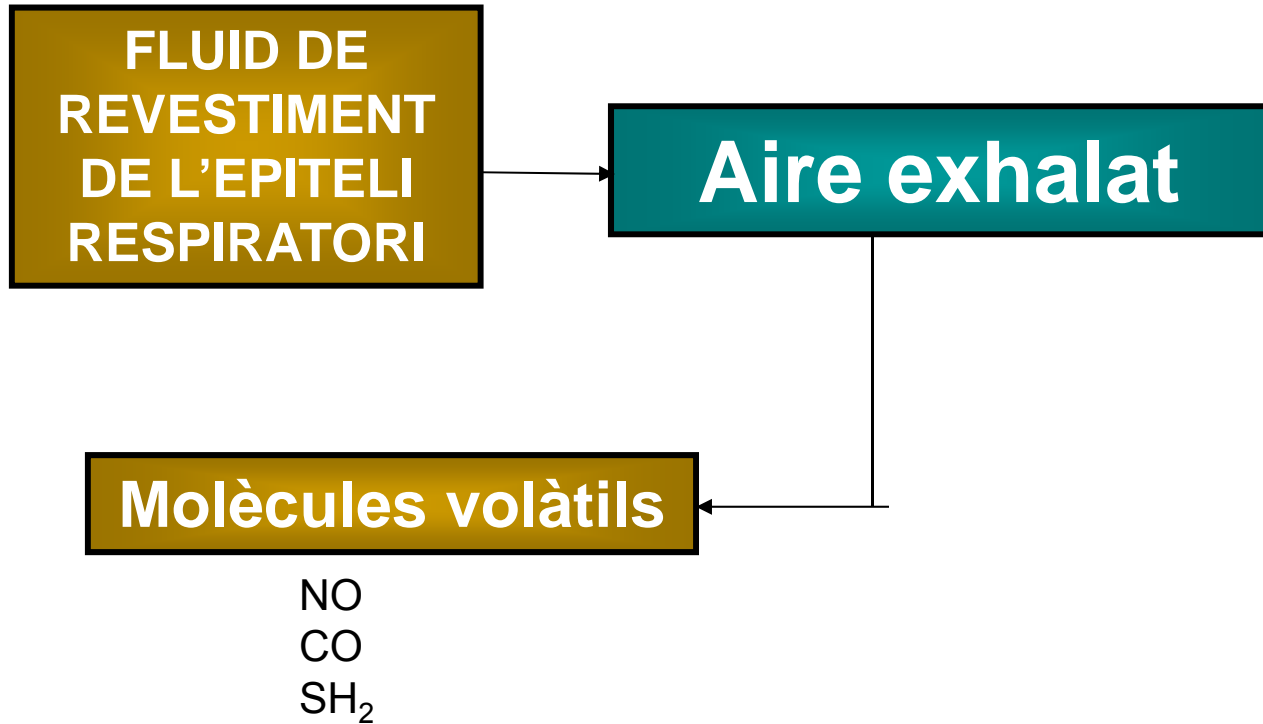 FLUID DE
REVESTIMENT
DE L’EPITELI
RESPIRATORI
Aire exhalat
Molècules volàtils
NO
CO
SH₂